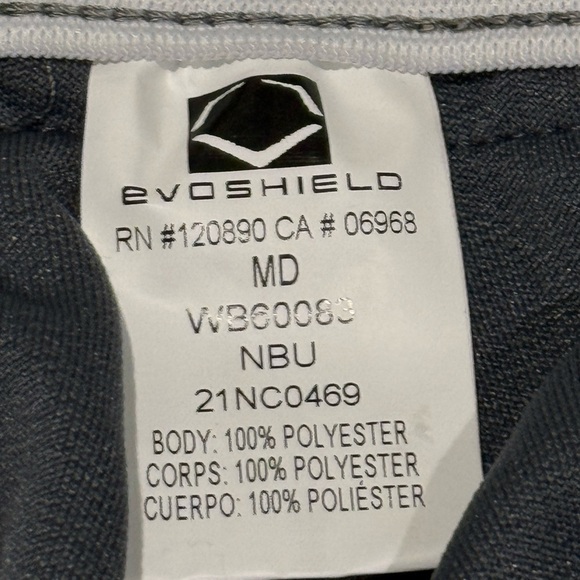 evoshield
RN #120890 CA # 06968
MD
WB60083
NBU
21NC0469
BODY: 100% POLYESTER
CORPS: 100% POLYESTER
CUERPO: 100% POLIÉSTER